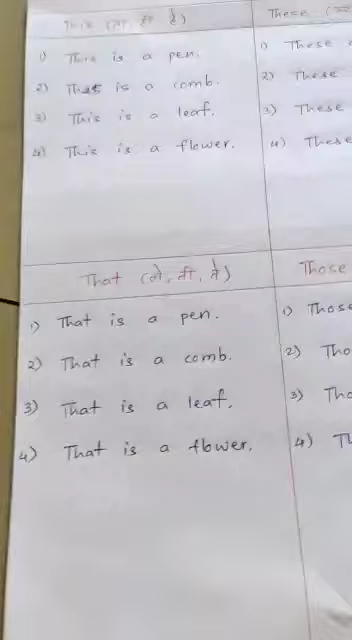 This (हा, ही, हे)
1) This is a pen.
2) That is a comb.
3) This is a leaf.
4) This is a flower.
These
1) These
2) These
3) These
4) These
That (तो, ती, ते)
1) That is a pen.
2) That is a comb.
3) That is a leaf.
4) That is a flower.
Those
1) Those
2) Tho
3) Tho
4) Th